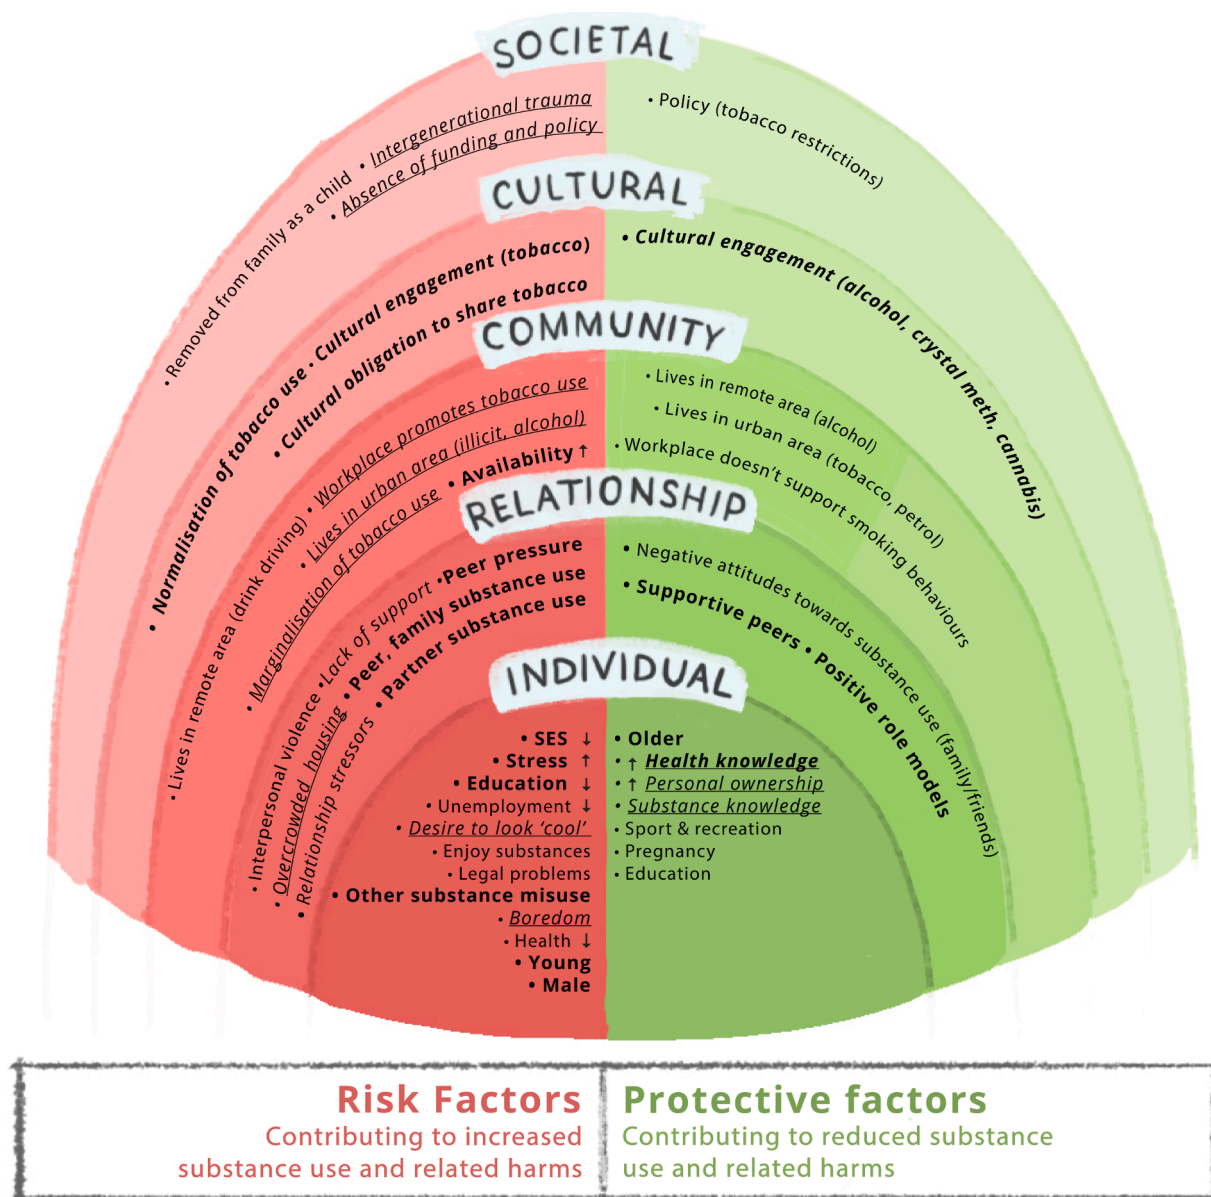 SOCIETAL
• Removed from family as a child • Intergenerational trauma
• Absence of funding and policy
• Policy (tobacco restrictions)
CULTURAL
• Normalisation of tobacco use • Cultural engagement (tobacco)
• Cultural obligation to share tobacco
• Cultural engagement (alcohol, crystal meth, cannabis)
COMMUNITY
• Lives in remote area (drink driving) • Workplace promotes tobacco use
• Lives in urban area (illicit, alcohol)
• Marginalisation of tobacco use • Availability ↑
• Lives in remote area (alcohol)
• Lives in urban area (tobacco, petrol)
• Workplace doesn't support smoking behaviours
RELATIONSHIP
• Interpersonal violence • Lack of support • Peer pressure
• Overcrowded housing • Peer, family substance use
• Relationship stressors • Partner substance use
• Negative attitudes towards substance use (family/friends)
• Supportive peers • Positive role models
INDIVIDUAL
• SES ↓
• Stress ↑
• Education ↓
• Unemployment ↓
• Desire to look ‘cool’
• Enjoy substances
• Legal problems
• Other substance misuse
• Boredom
• Health ↓
• Young
• Male
• Older
• ↑ Health knowledge
• ↑ Personal ownership
• Substance knowledge
• Sport & recreation
• Pregnancy
• Education
Risk Factors
Contributing to increased
substance use and related harms
Protective factors
Contributing to reduced substance
use and related harms